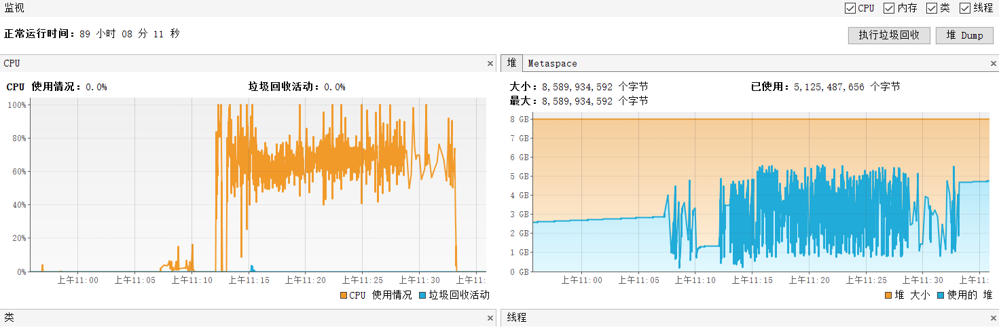 监视
CPU 内存 类 线程
正常运行时间：89 小时 08 分 11 秒
执行垃圾回收 堆 Dump
CPU
CPU 使用情况：0.0% 垃圾回收活动：0.0%
100%
80%
60%
40%
20%
0%
上午11:00 上午11:05 上午11:10 上午11:15 上午11:20 上午11:25 上午11:30 上午11:
CPU 使用情况 垃圾回收活动
堆 Metaspace
大小：8,589,934,592 个字节 已使用：5,125,487,656 个字节
最大：8,589,934,592 个字节
8 GB
7 GB
6 GB
5 GB
4 GB
3 GB
2 GB
1 GB
0 GB
上午11:00 上午11:05 上午11:10 上午11:15 上午11:20 上午11:25 上午11:30 上午11:
堆 大小 使用的 堆
类
线程